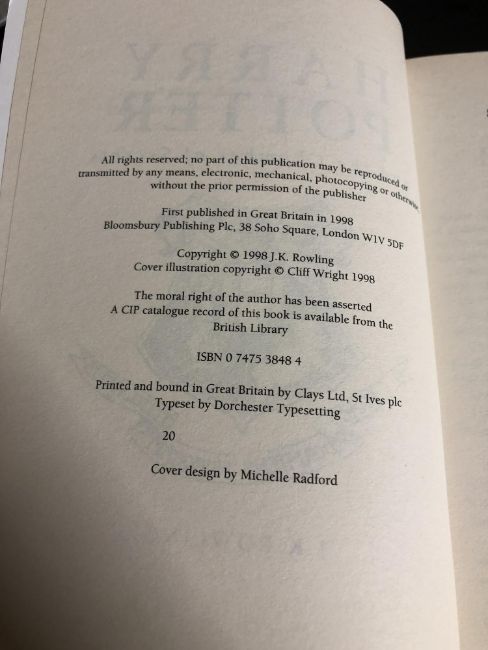 All rights reserved; no part of this publication may be reproduced or
transmitted by any means, electronic, mechanical, photocopying or otherwise
without the prior permission of the publisher
First published in Great Britain in 1998
Bloomsbury Publishing Plc, 38 Soho Square, London W1V 5DF
Copyright © 1998 J.K. Rowling
Cover illustration copyright © Cliff Wright 1998
The moral right of the author has been asserted
A CIP catalogue record of this book is available from the
British Library
ISBN 0 7475 3848 4
Printed and bound in Great Britain by Clays Ltd, St Ives plc
Typeset by Dorchester Typesetting
20
Cover design by Michelle Radford